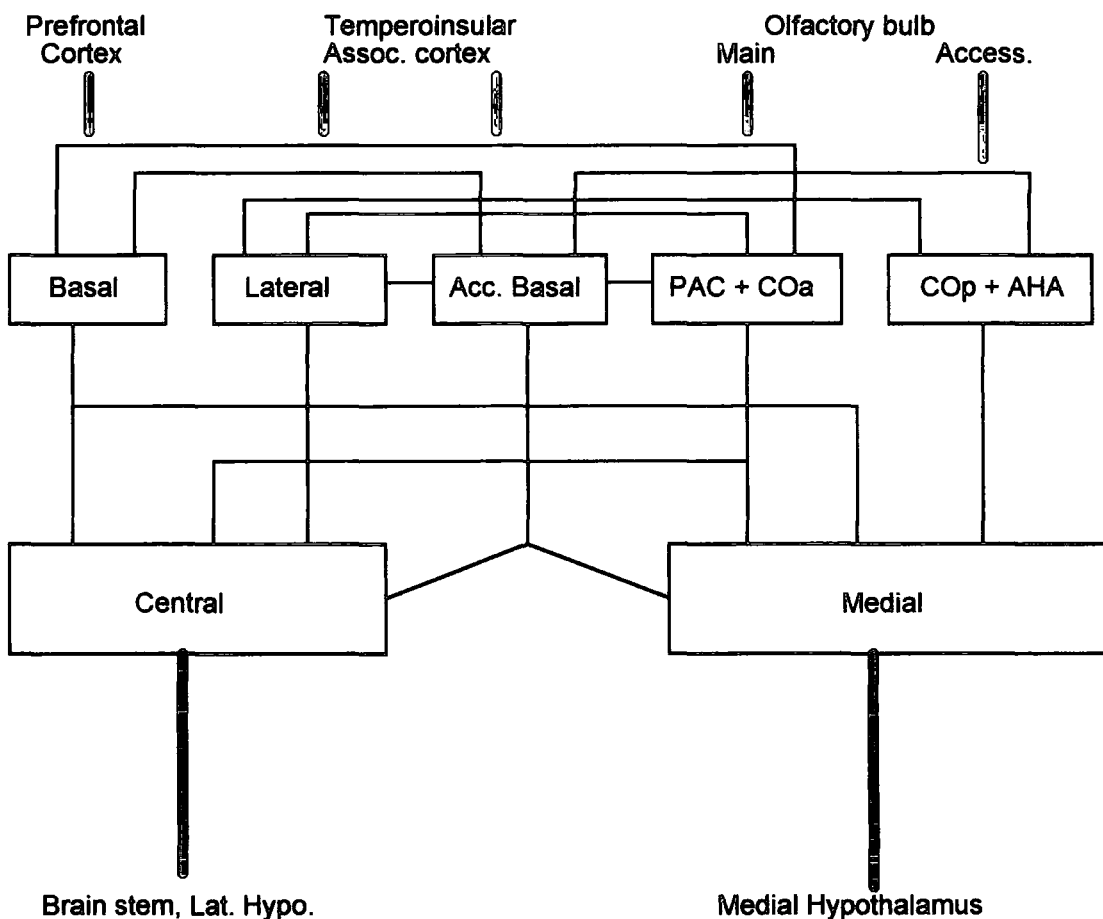 Prefrontal
Cortex
Temperoinsular
Assoc. cortex
Olfactory bulb
Main
Access.
Basal
Lateral
Acc. Basal
PAC + COa
COp + AHA
Central
Medial
Brain stem, Lat. Hypo.
Medial Hypothalamus